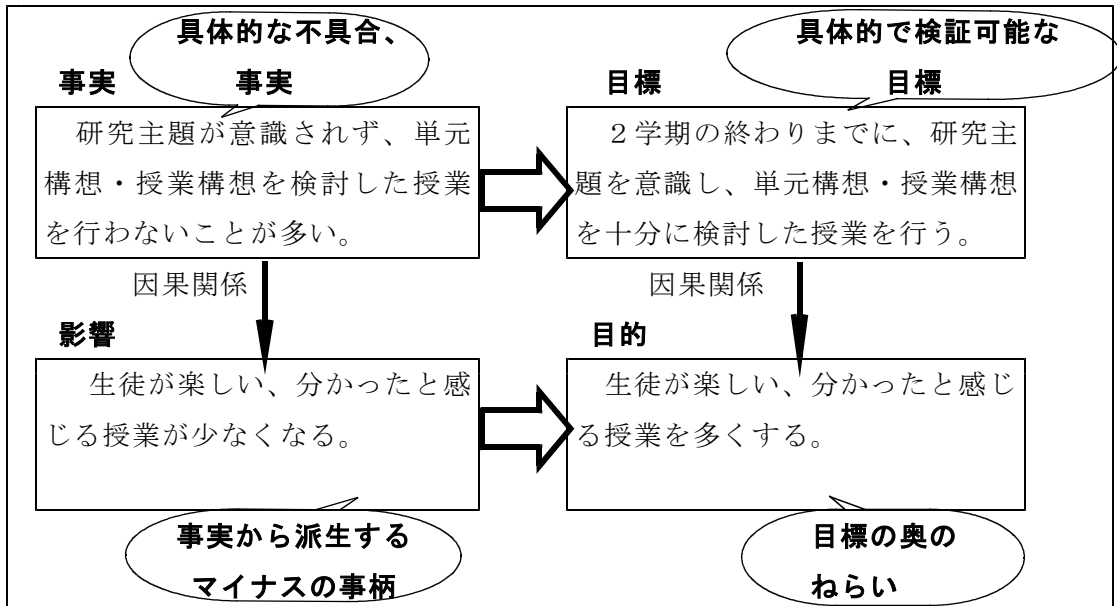 具体的な不具合、
事実
事実
研究主題が意識されず、単元
構想・授業構想を検討した授業
を行わないことが多い。
具体的で検証可能な
目標
目標
２学期の終わりまでに、研究主
題を意識し、単元構想・授業構想
を十分に検討した授業を行う。
因果関係
因果関係
影響
生徒が楽しい、分かったと感
じる授業が少なくなる。
目的
生徒が楽しい、分かったと感じ
る授業を多くする。
事実から派生する
マイナスの事柄
目標の奥の
ねらい